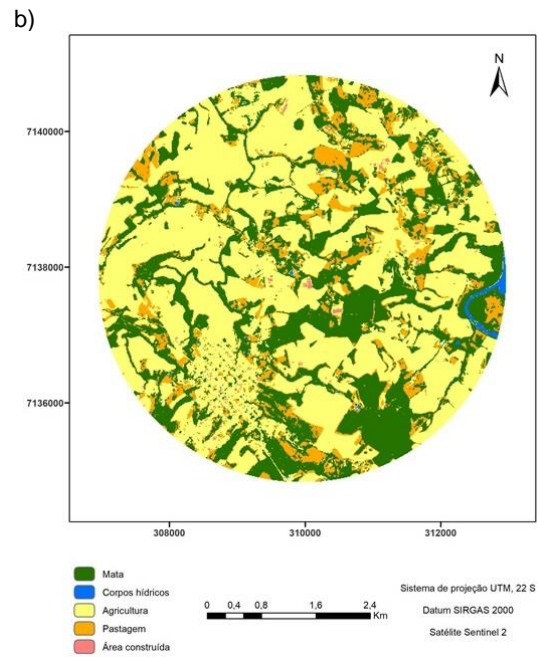 b)
N
7140000
7138000
7136000
308000 310000 312000
Mata
Corpos hídricos
Agricultura
Pastagem
Área construída
0 0,4 0,8 1,6 2,4
Km
Sistema de projeção UTM, 22 S
Datum SIRGAS 2000
Satélite Sentinel 2